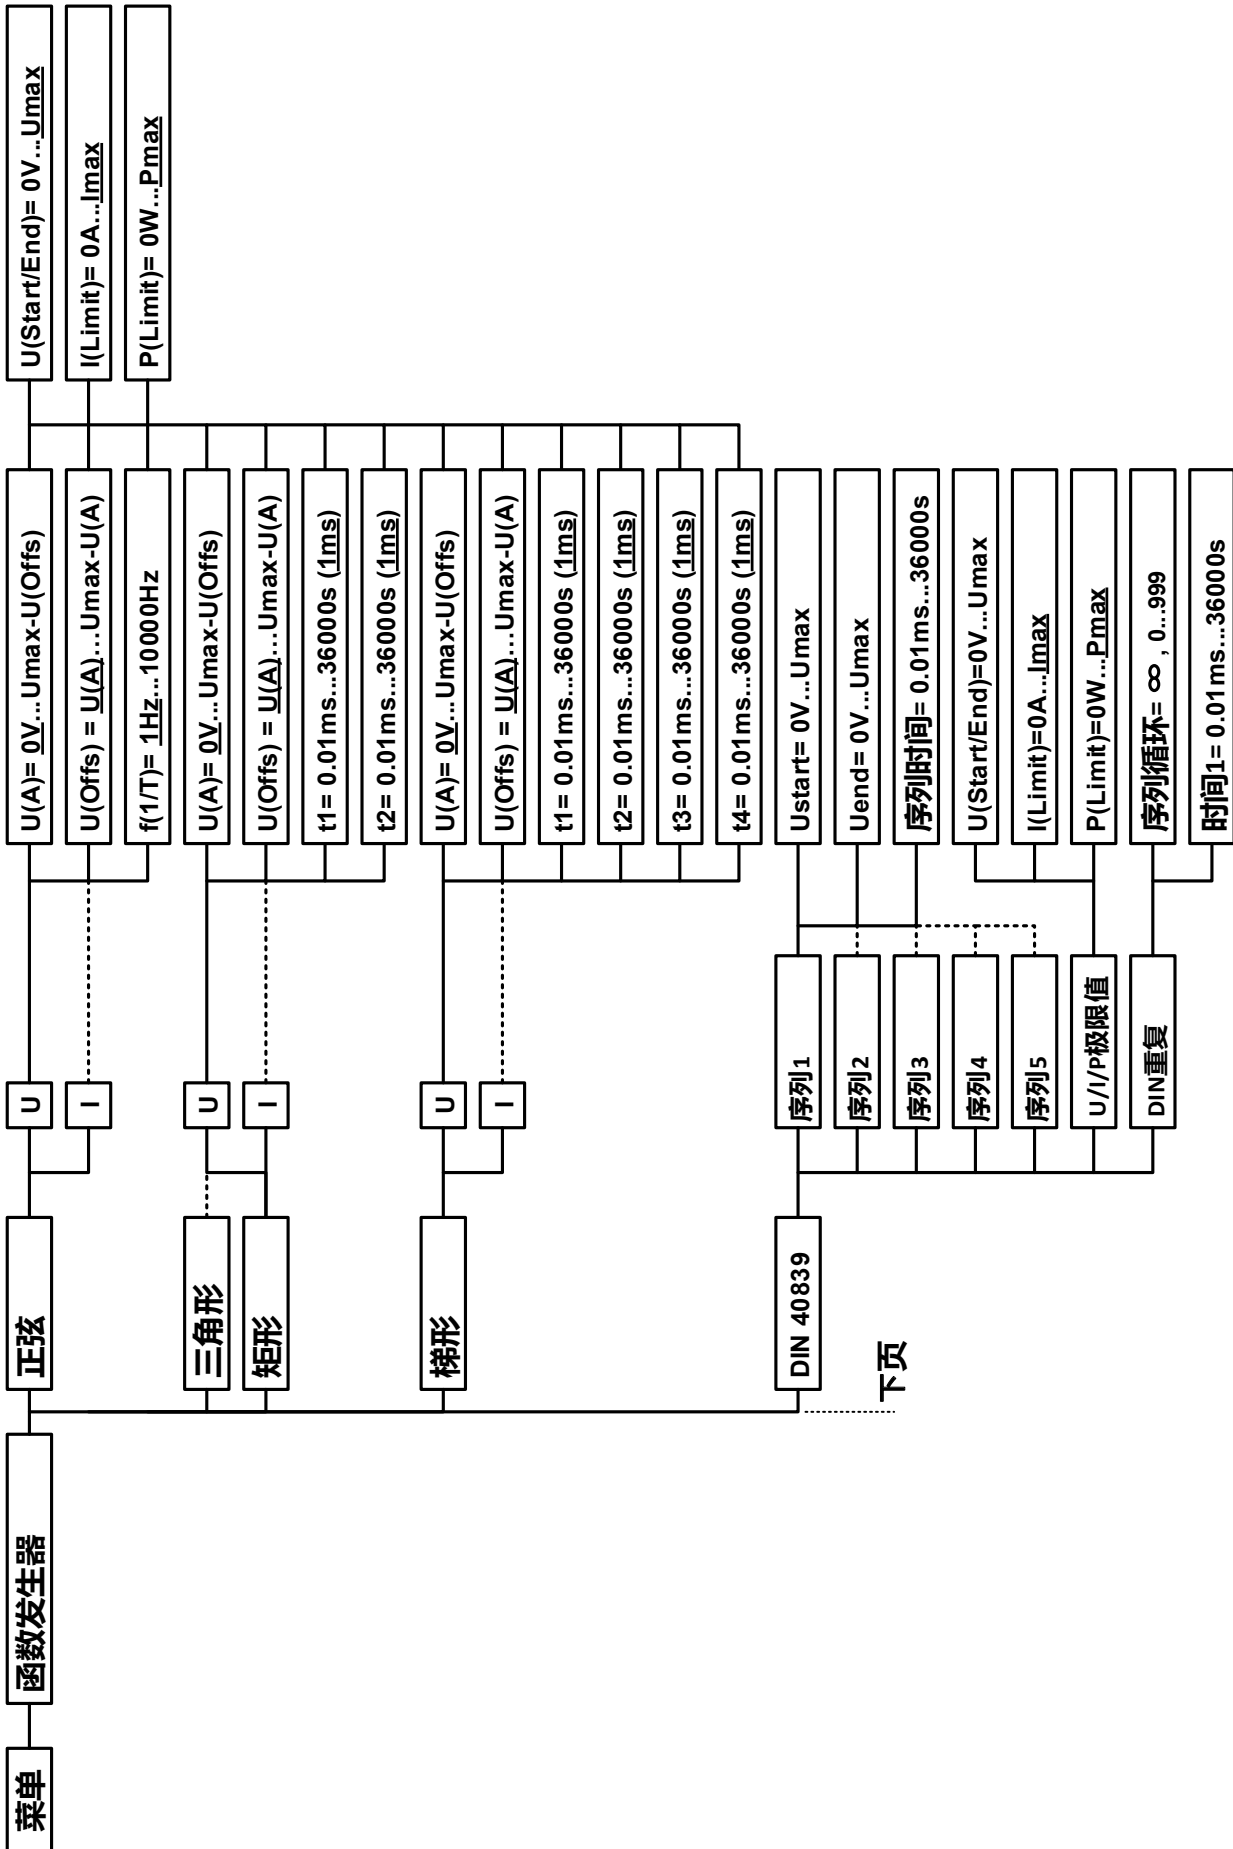 菜单
函数发生器
正弦
U
I
U(A)= 0V...Umax-U(Offs)
U(Offs) = U(A)...Umax-U(A)
f(1/T)= 1Hz...10000Hz
U(Start/End)= 0V...Umax
I(Limit)= 0A...Imax
P(Limit)= 0W...Pmax
三角形
矩形
U
I
U(A)= 0V...Umax-U(Offs)
U(Offs) = U(A)...Umax-U(A)
t1= 0.01ms...36000s (1ms)
t2= 0.01ms...36000s (1ms)
梯形
U
I
U(A)= 0V...Umax-U(Offs)
U(Offs) = U(A)...Umax-U(A)
t1= 0.01ms...36000s (1ms)
t2= 0.01ms...36000s (1ms)
t3= 0.01ms...36000s (1ms)
t4= 0.01ms...36000s (1ms)
DIN 40839
序列1
序列2
序列3
序列4
序列5
U/I/P极限值
DIN重复
Ustart= 0V...Umax
Uend= 0V...Umax
序列时间= 0.01ms...36000s
U(Start/End)=0V...Umax
I(Limit)=0A...Imax
P(Limit)=0W...Pmax
序列循环= ∞, 0...999
时间1= 0.01ms...36000s
下页